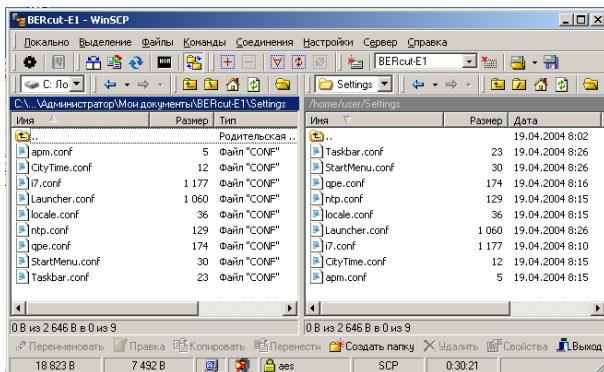 BERcut-E1 - WinSCP
Локально Выделение Файлы Команды Соединения Настройки Сервер Справка
BERcut-E1
C: Ло Settings
C:\...\Администратор\Мои документы\BERcut-E1\Settings /home/user/Settings
Имя Размер Тип Имя Размер Дата
.. Родительская .. .. 19.04.2004 8:02
apm.conf 5 Файл "CONF" Taskbar.conf 23 19.04.2004 8:26
CityTime.conf 12 Файл "CONF" StartMenu.conf 30 19.04.2004 8:26
i7.conf 1 177 Файл "CONF" qpe.conf 174 19.04.2004 8:16
Launcher.conf 1 060 Файл "CONF" ntp.conf 129 19.04.2004 8:15
locale.conf 36 Файл "CONF" locale.conf 36 19.04.2004 8:15
ntp.conf 129 Файл "CONF" Launcher.conf 1 060 19.04.2004 8:26
qpe.conf 174 Файл "CONF" i7.conf 1 177 19.04.2004 8:10
StartMenu.conf 30 Файл "CONF" CityTime.conf 12 19.04.2004 8:15
Taskbar.conf 23 Файл "CONF" apm.conf 5 19.04.2004 8:15
0 В из 2 646 В в 0 из 9 0 В из 2 646 В в 0 из 9
Переименовать Правка Копировать Перенести Создать папку Удалить Свойства Выход
18 823 B 7 492 B aes SCP 0:30:21